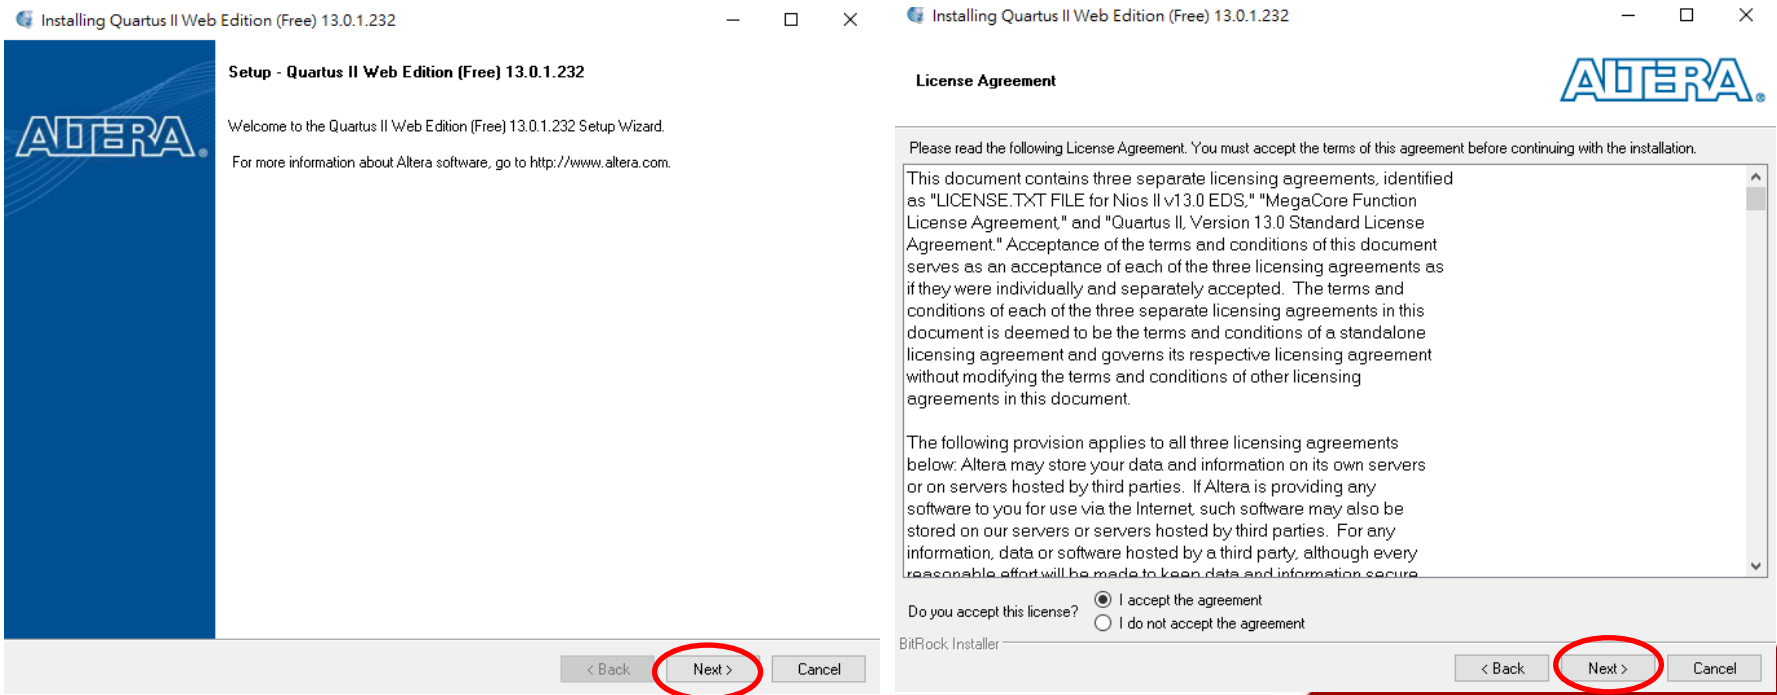 Installing Quartus II Web Edition (Free) 13.0.1.232
Setup - Quartus II Web Edition (Free) 13.0.1.232
ALTERA®
Welcome to the Quartus II Web Edition (Free) 13.0.1.232 Setup Wizard.
For more information about Altera software, go to http://www.altera.com.
< Back
Next >
Cancel
Installing Quartus II Web Edition (Free) 13.0.1.232
License Agreement
ALTERA®
Please read the following License Agreement. You must accept the terms of this agreement before continuing with the installation.
This document contains three separate licensing agreements, identified
as "LICENSE.TXT FILE for Nios II v13.0 EDS," "MegaCore Function
License Agreement," and "Quartus II, Version 13.0 Standard License
Agreement." Acceptance of the terms and conditions of this document
serves as an acceptance of each of the three licensing agreements as
if they were individually and separately accepted.  The terms and
conditions of each of the three separate licensing agreements in this
document is deemed to be the terms and conditions of a standalone
licensing agreement and governs its respective licensing agreement
without modifying the terms and conditions of other licensing
agreements in this document.
The following provision applies to all three licensing agreements
below: Altera may store your data and information on its own servers
or on servers hosted by third parties.  If Altera is providing any
software to you for use via the Internet, such software may also be
stored on our servers or servers hosted by third parties.  For any
information, data or software hosted by a third party, although every
reasonable effort will be made to keep data and information secure
Do you accept this license?
I accept the agreement
I do not accept the agreement
BitRock Installer
< Back
Next >
Cancel